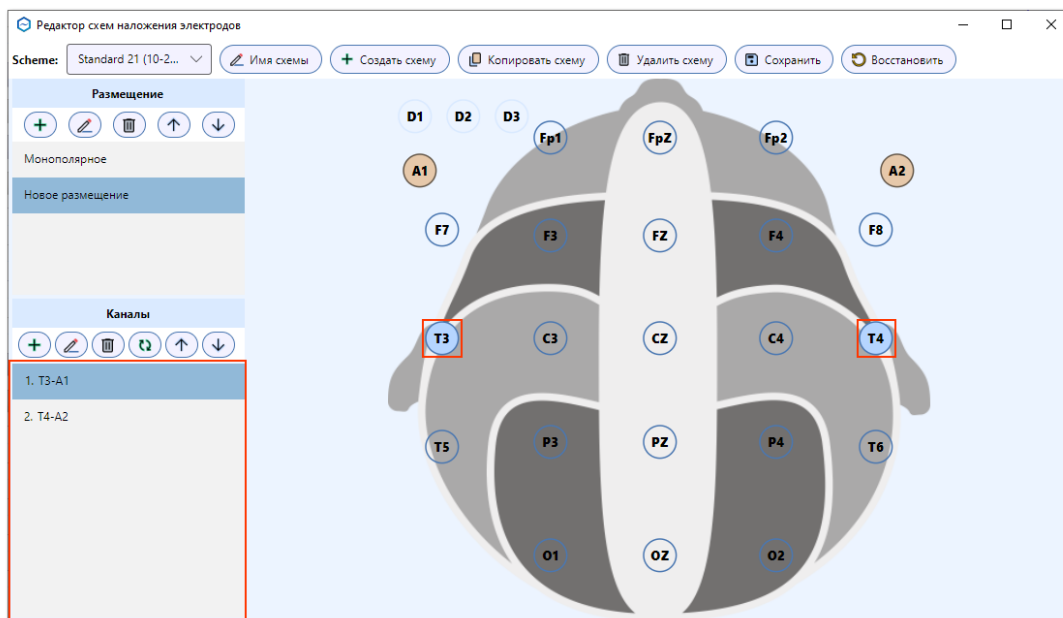 Редактор схем наложения электродов
Scheme: Standard 21 (10-2... Имя схемы Создать схему Копировать схему Удалить схему Сохранить Восстановить
Размещение
Монополярное
Новое размещение
Каналы
1. T3-A1
2. T4-A2
D1 D2 D3
Fp1 FpZ Fp2
A1 A2
F7 F3 FZ F4 F8
T3 C3 CZ C4 T4
T5 P3 PZ P4 T6
O1 OZ O2